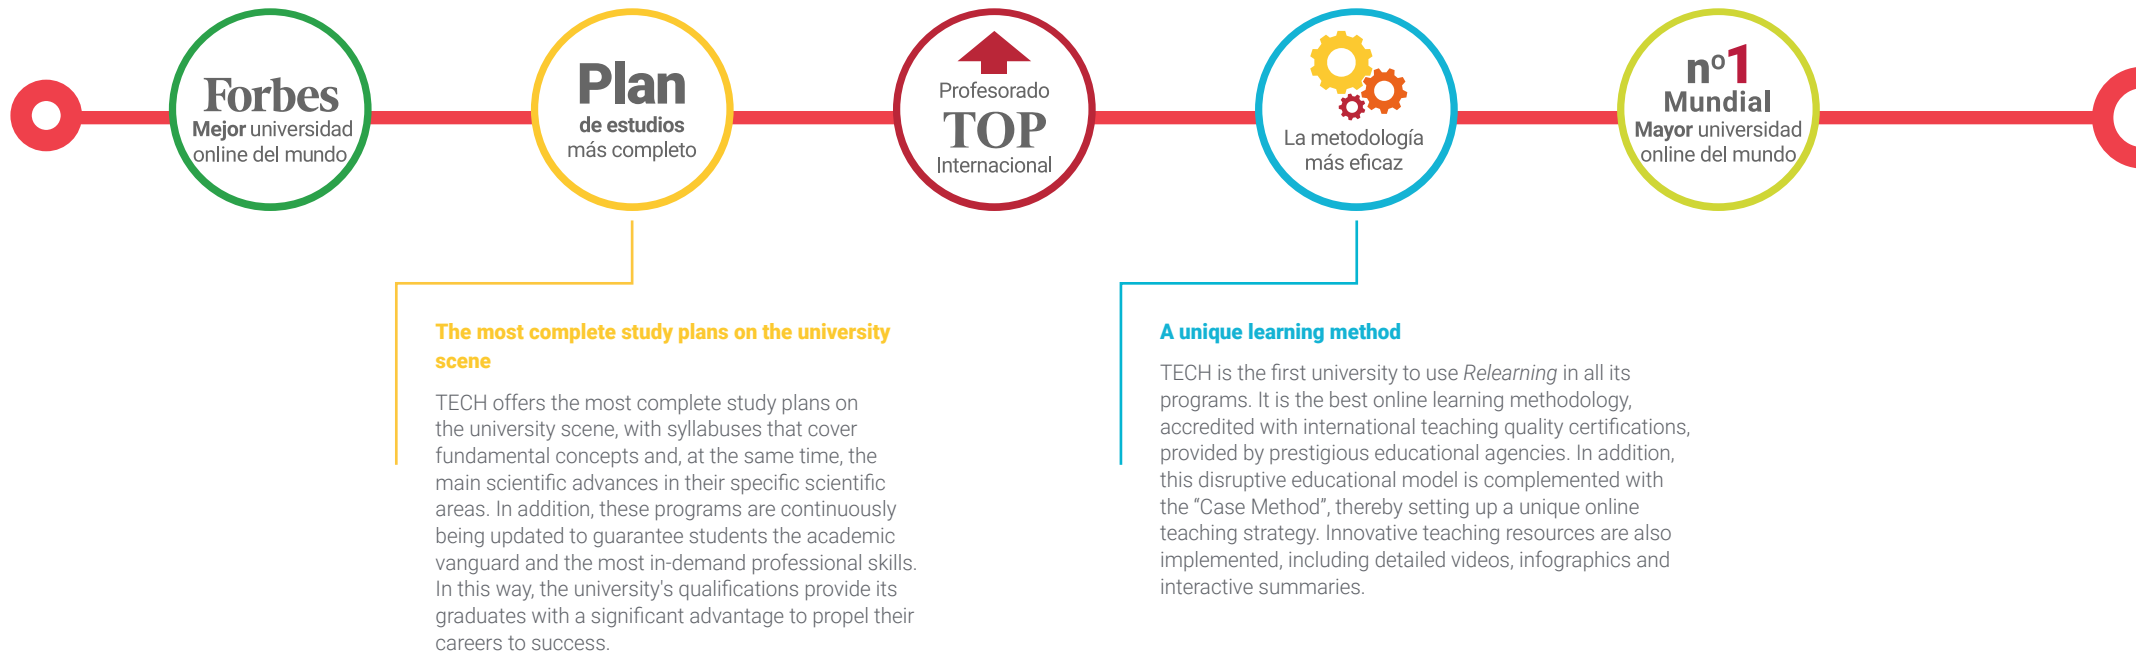 Forbes
Mejor universidad
online del mundo
Plan
de estudios
más completo
Profesorado
TOP
Internacional
La metodología
más eficaz
nº1
Mundial
Mayor universidad
online del mundo
The most complete study plans on the university
scene
TECH offers the most complete study plans on
the university scene, with syllabuses that cover
fundamental concepts and, at the same time, the
main scientific advances in their specific scientific
areas. In addition, these programs are continuously
being updated to guarantee students the academic
vanguard and the most in-demand professional skills.
In this way, the university's qualifications provide its
graduates with a significant advantage to propel their
careers to success.
A unique learning method
TECH is the first university to use Relearning in all its
programs. It is the best online learning methodology,
accredited with international teaching quality certifications,
provided by prestigious educational agencies. In addition,
this disruptive educational model is complemented with
the “Case Method”, thereby setting up a unique online
teaching strategy. Innovative teaching resources are also
implemented, including detailed videos, infographics and
interactive summaries.